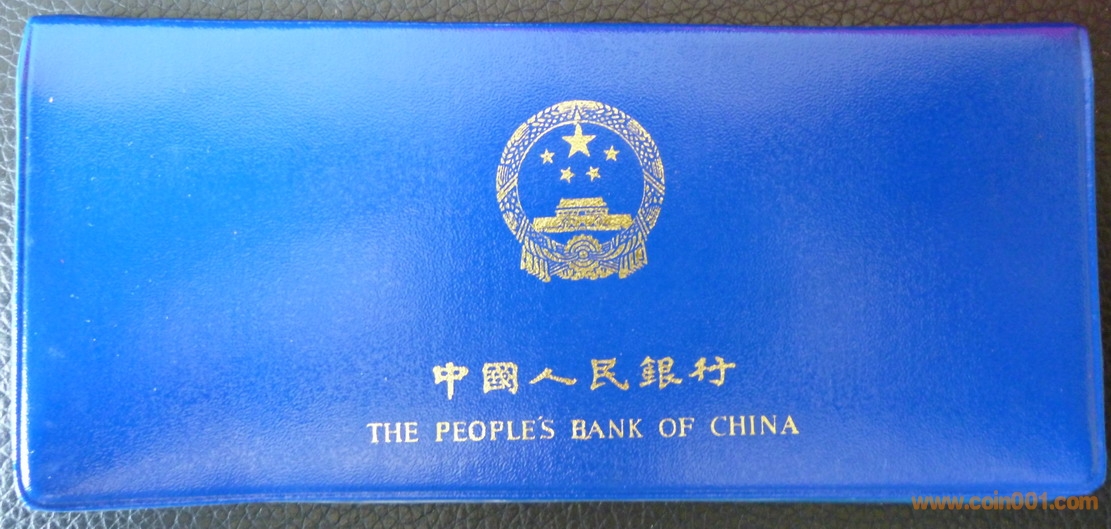 中國人民銀行
THE PEOPLE'S BANK OF CHINA
www.coin001.com